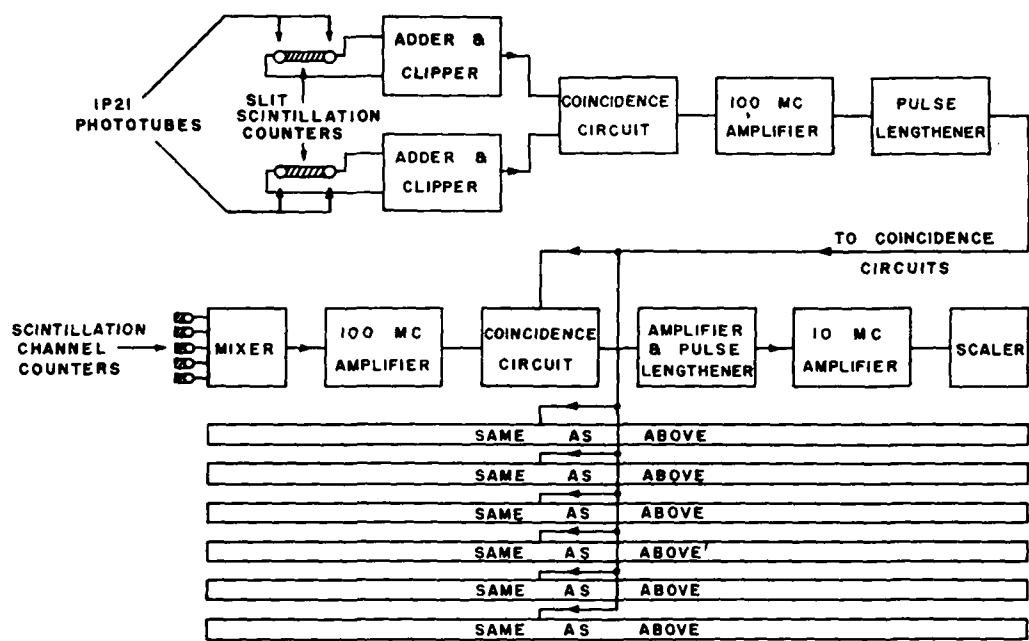 ADDER &
CLIPPER
1P21
PHOTOTUBES
SLIT
SCINTILLATION
COUNTERS
ADDER &
CLIPPER
COINCIDENCE
CIRCUIT
100 MC
AMPLIFIER
PULSE
LENGTHENER
TO COINCIDENCE
CIRCUITS
SCINTILLATION
CHANNEL
COUNTERS
MIXER
100 MC
AMPLIFIER
COINCIDENCE
CIRCUIT
AMPLIFIER
& PULSE
LENGTHENER
10 MC
AMPLIFIER
SCALER
SAME AS ABOVE
SAME AS ABOVE
SAME AS ABOVE
SAME AS ABOVE
SAME AS ABOVE
SAME AS ABOVE